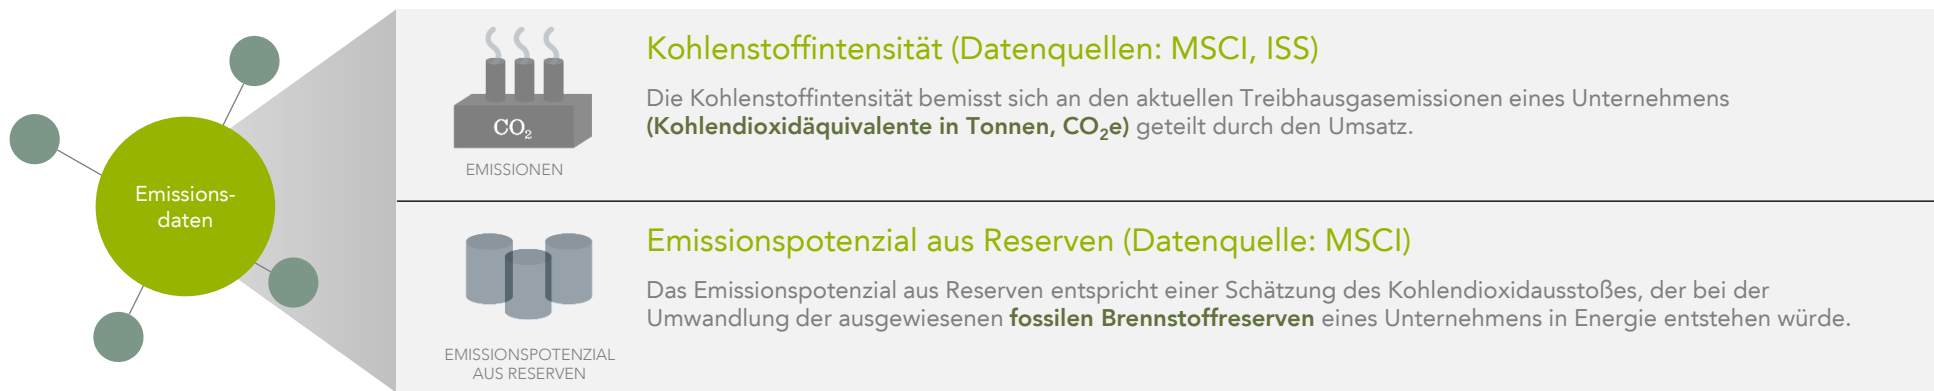 Emissions-
daten
CO₂
EMISSIONEN
Kohlenstoffintensität (Datenquellen: MSCI, ISS)
Die Kohlenstoffintensität bemisst sich an den aktuellen Treibhausgasemissionen eines Unternehmens
(Kohlendioxidäquivalente in Tonnen, CO₂e) geteilt durch den Umsatz.
EMISSIONSPOTENZIAL
AUS RESERVEN
Emissionspotenzial aus Reserven (Datenquelle: MSCI)
Das Emissionspotenzial aus Reserven entspricht einer Schätzung des Kohlendioxidausstoßes, der bei der
Umwandlung der ausgewiesenen fossilen Brennstoffreserven eines Unternehmens in Energie entstehen würde.